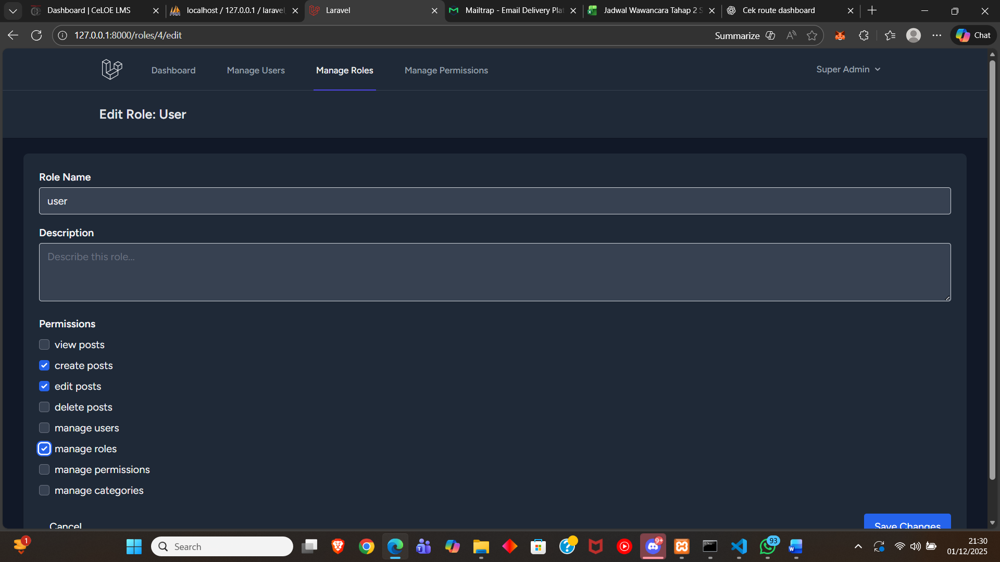 Dashboard | CeLOE LMS
localhost / 127.0.0.1 / laravel_
Laravel
Mailtrap - Email Delivery Plat
Jadwal Wawancara Tahap 2 S
Cek route dashboard
127.0.0.1:8000/roles/4/edit
Summarize
Chat
Dashboard
Manage Users
Manage Roles
Manage Permissions
Super Admin
Edit Role: User
Role Name
user
Description
Describe this role...
Permissions
view posts
create posts
edit posts
delete posts
manage users
manage roles
manage permissions
manage categories
Cancel
Save Changes
1
Search
9+
93
21:30
01/12/2025